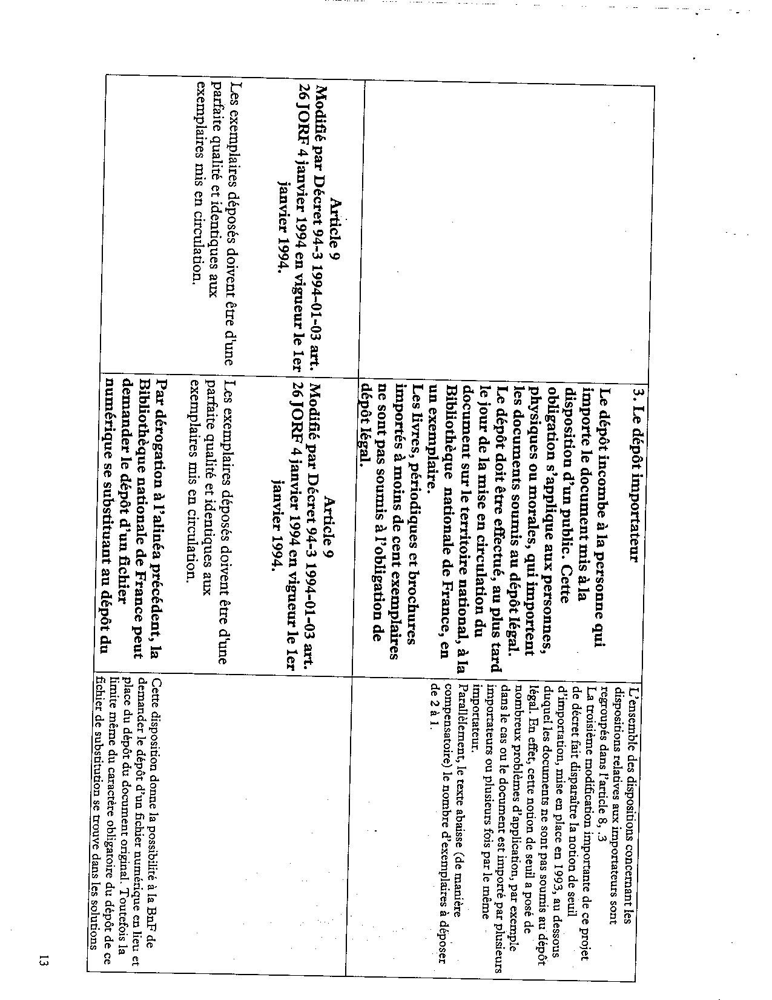 3. Le dépôt importateur
Le dépôt incombe à la personne qui
importe le document mis à la
disposition d'un public. Cette
obligation s'applique aux personnes,
physiques ou morales, qui importent
les documents soumis au dépôt légal.
Le dépôt doit être effectué, au plus tard
le jour de la mise en circulation du
document sur le territoire national, à la
Bibliothèque nationale de France, en
un exemplaire.
Les livres, périodiques et brochures
importés à moins de cent exemplaires
ne sont pas soumis à l'obligation de
dépôt légal.
L'ensemble des dispositions concernant les
dispositions relatives aux importateurs sont
regroupés dans l'article 8, .3
La troisième modification importante de ce projet
de décret fait disparaître la notion de seuil
d'importation, mise en place en 1993, au dessous
duquel les documents ne sont pas soumis au dépôt
légal. En effet, cette notion de seuil a posé de
nombreux problèmes d'application, par exemple
dans le cas ou le document est importé par plusieurs
importateurs ou plusieurs fois par le même
importateur.
Parallèlement, le texte abaisse (de manière
compensatoire) le nombre d'exemplaires à déposer
de 2 à 1.
Article 9
Modifié par Décret 94-3 1994-01-03 art.
26 JORF 4 janvier 1994 en vigueur le 1er
janvier 1994.
Les exemplaires déposés doivent être d'une
parfaite qualité et identiques aux
exemplaires mis en circulation.
Article 9
Modifié par Décret 94-3 1994-01-03 art.
26 JORF 4 janvier 1994 en vigueur le 1er
janvier 1994.
Les exemplaires déposés doivent être d'une
parfaite qualité et identiques aux
exemplaires mis en circulation.
Par dérogation à l'alinéa précédent, la
Bibliothèque nationale de France peut
demander le dépôt d'un fichier
numérique se substituant au dépôt du
Cette disposition donne la possibilité à la BnF de
demander le dépôt d'un fichier numérique en lieu et
place du dépôt du document original. Toutefois la
limite même du caractère obligatoire du dépôt de ce
fichier de substitution se trouve dans les solutions
13